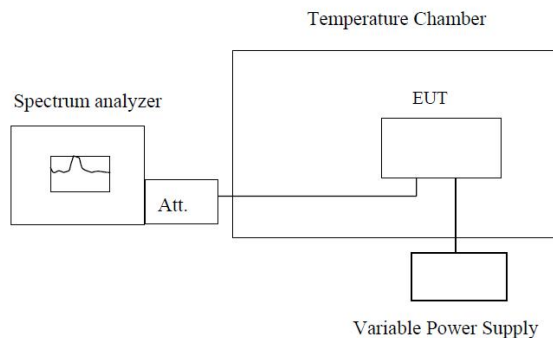 Temperature Chamber
Spectrum analyzer
EUT
Att.
Variable Power Supply